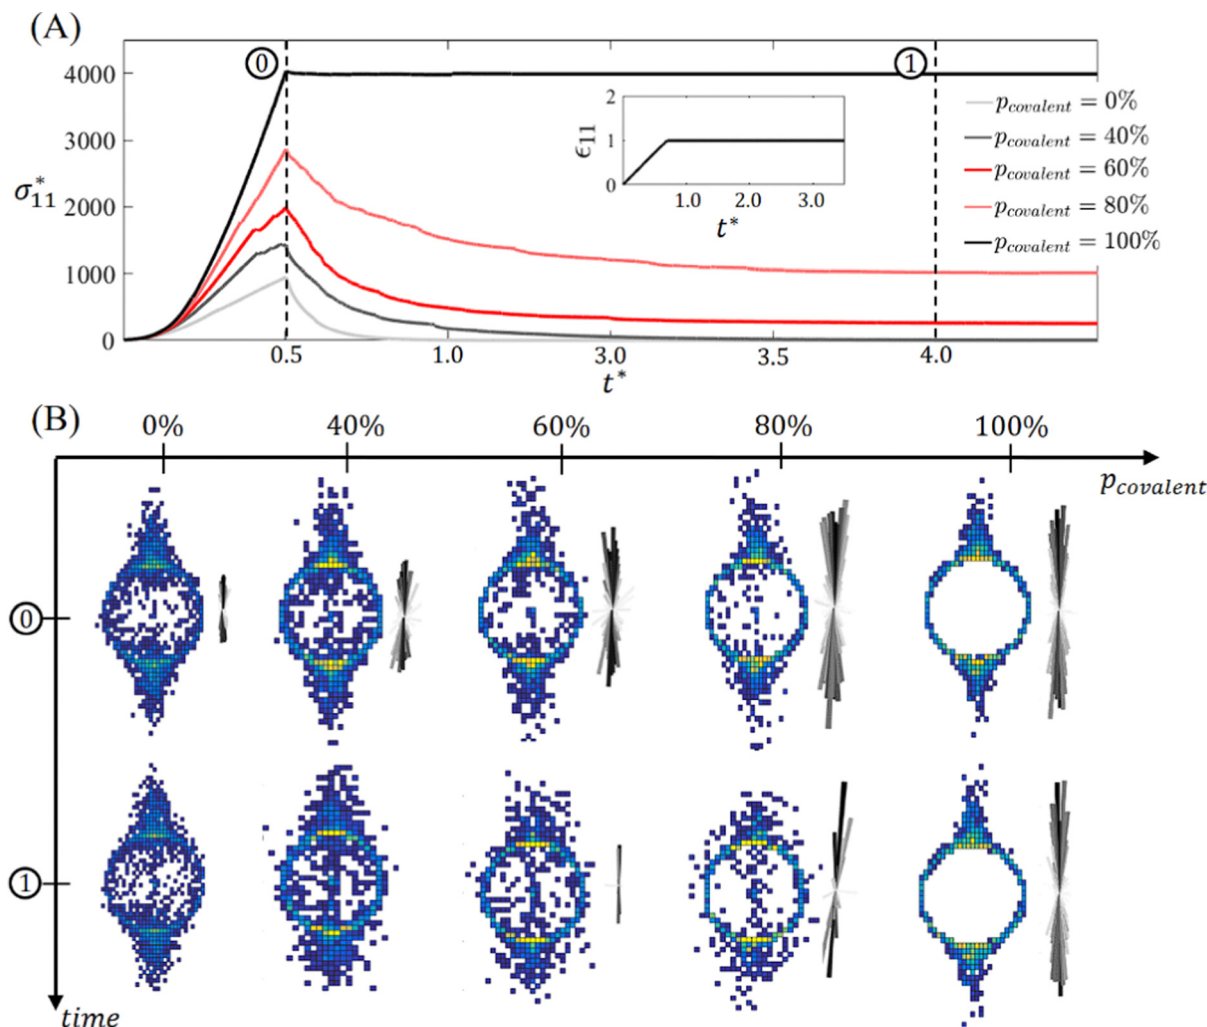 (A)
0
1
4000
3000
2000
1000
0
σ*11
0.5
1.0
3.0
3.5
4.0
t*
2
1
0
ϵ11
1.0
2.0
3.0
t*
pcovalent = 0%
pcovalent = 40%
pcovalent = 60%
pcovalent = 80%
pcovalent = 100%
(B)
0%
40%
60%
80%
100%
pcovalent
0
1
time